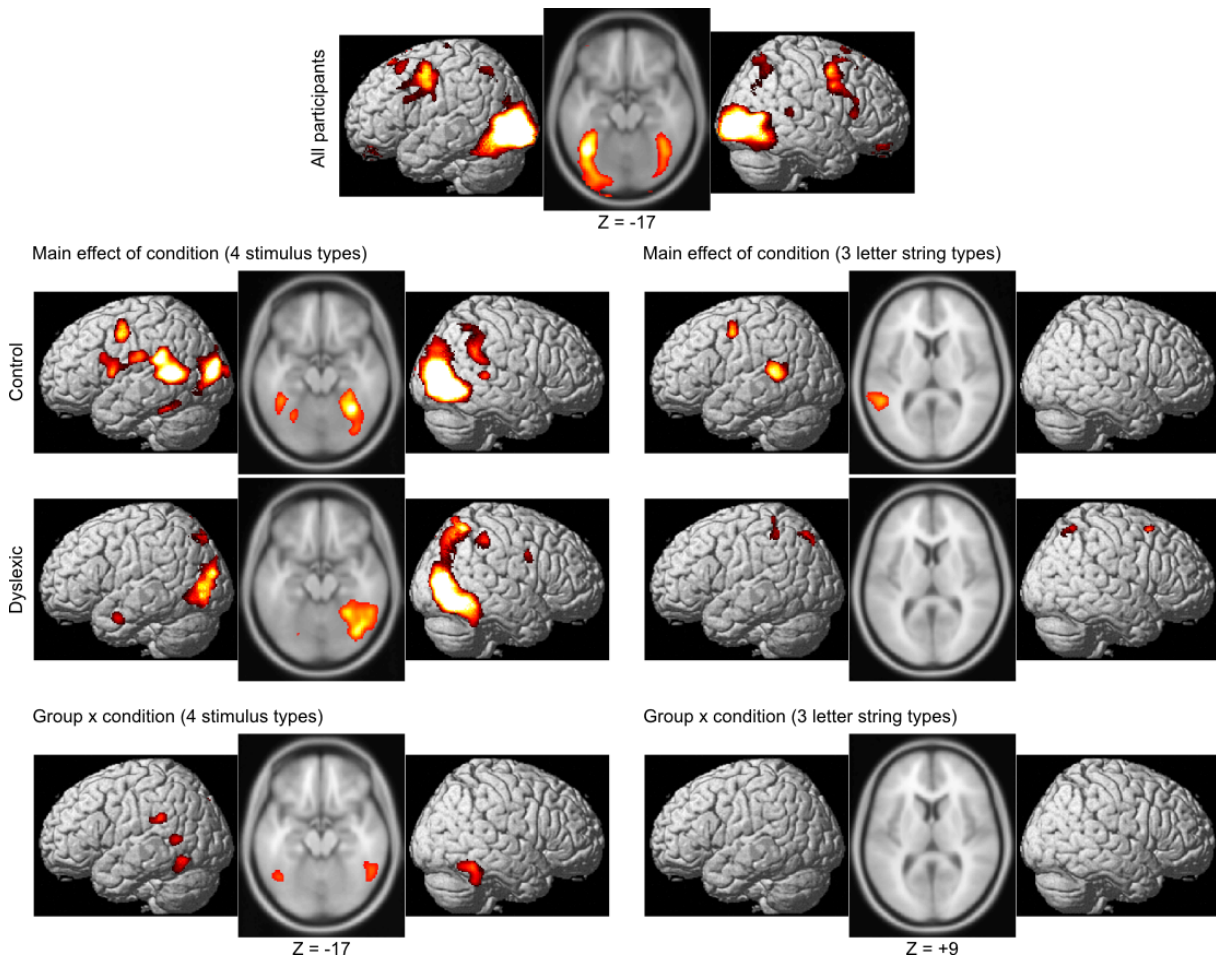 All participants
Z = -17
Main effect of condition (4 stimulus types)
Main effect of condition (3 letter string types)
Control
Dyslexic
Group x condition (4 stimulus types)
Group x condition (3 letter string types)
Z = -17
Z = +9